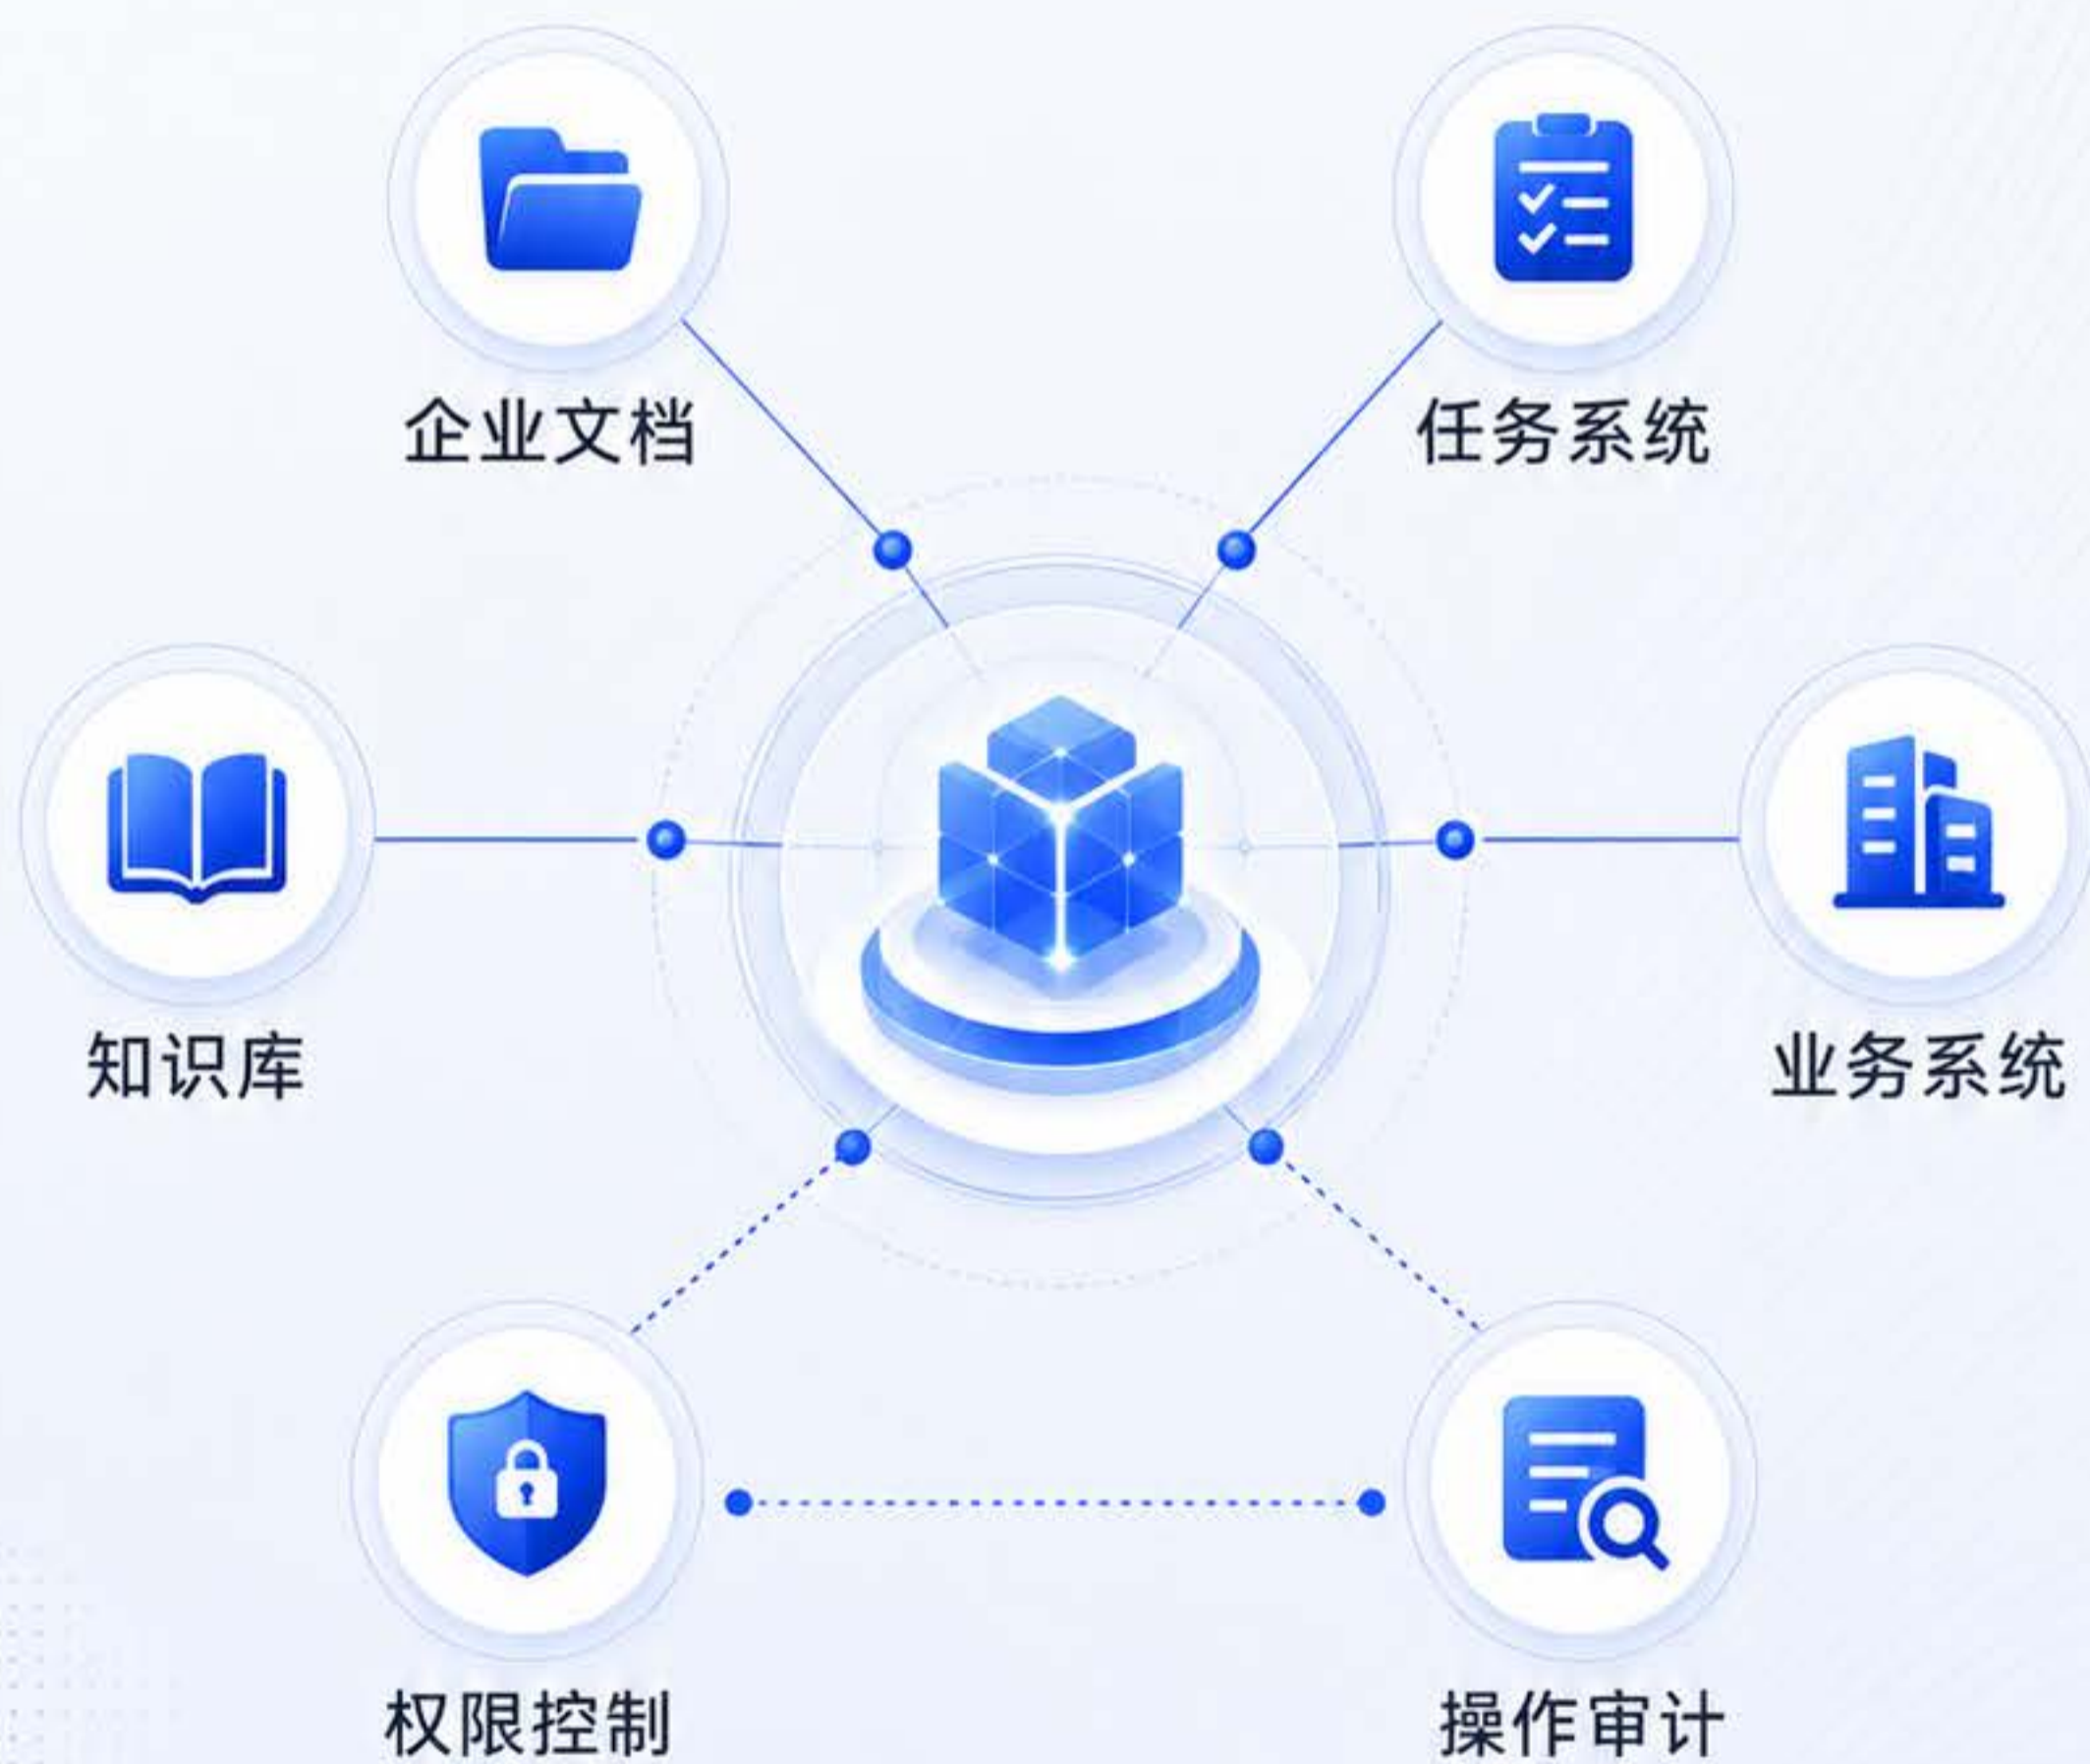 企业文档
任务系统
知识库
业务系统
权限控制
操作审计